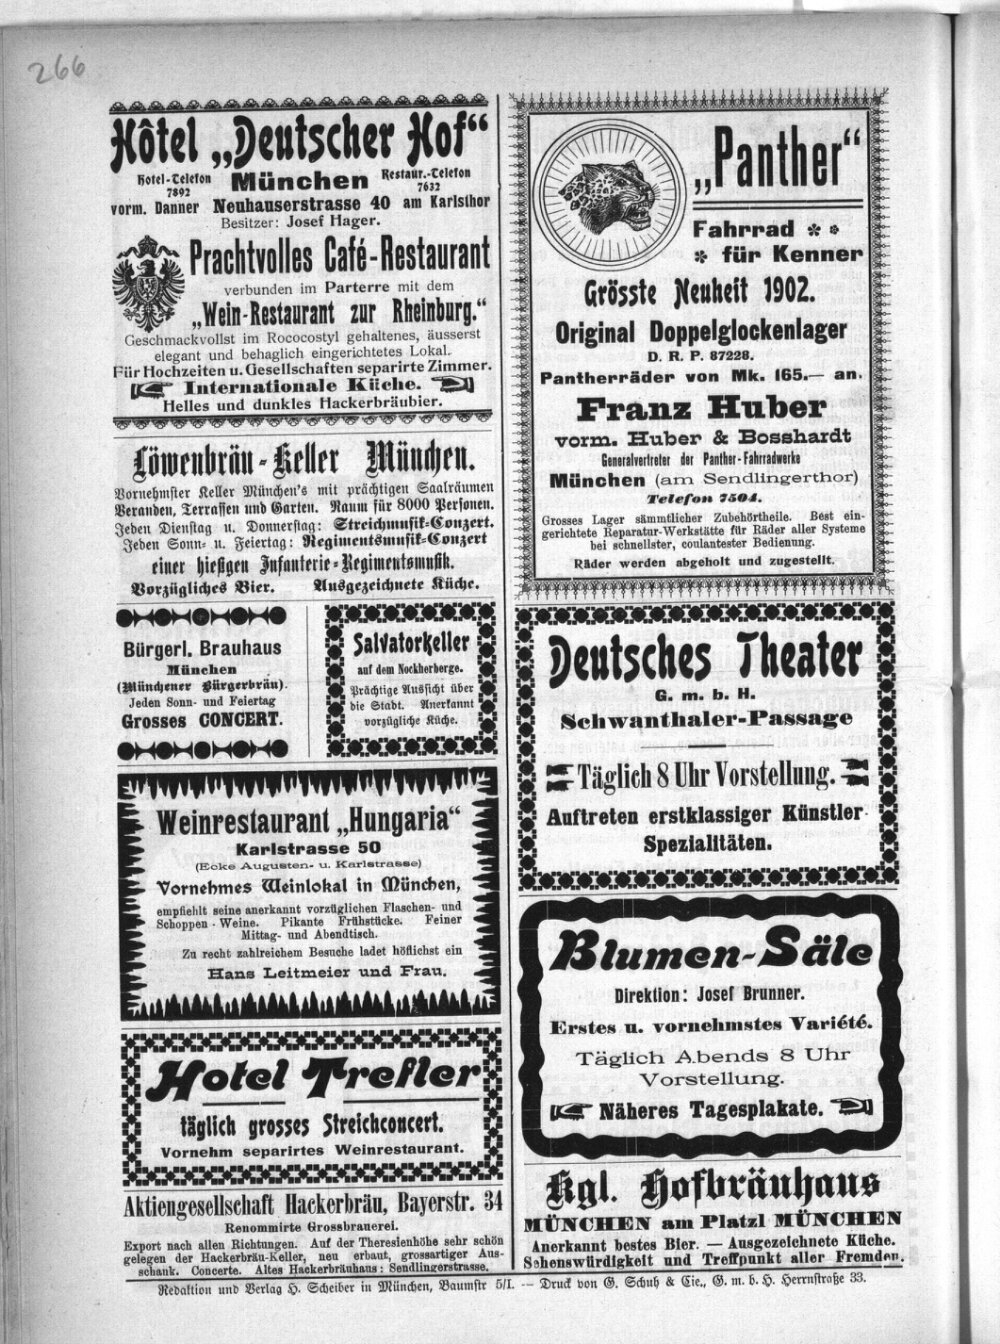 266
Hôtel „Deutscher Hof“
Hotel-Telefon 7892
München
Restaur.-Telefon 7632
vorm. Danner Neuhauserstrasse 40 am Karlsthor
Besitzer: Josef Hager.
Prachtvolles Café-Restaurant
verbunden im Parterre mit dem
„Wein-Restaurant zur Rheinburg.“
Geschmackvollst im Rococostyl gehaltenes, äusserst
elegant und behaglich eingerichtetes Lokal.
Für Hochzeiten u. Gesellschaften separirte Zimmer.
Internationale Küche.
Helles und dunkles Hackerbräubier.
Löwenbräu-Keller München.
Vornehmster Keller München's mit prächtigen Saalräumen
Veranden, Terrassen und Garten. Raum für 8000 Personen.
Jeden Dienstag u. Donnerstag: Streichmusik-Conzert.
Jeden Sonn- u. Feiertag: Regimentsmusik-Conzert
einer hiesigen Infanterie-Regimentsmusik.
Vorzügliches Bier. Ausgezeichnete Küche.
Bürgerl. Brauhaus
München
(Münchener Bürgerbräu).
Jeden Sonn- und Feiertag
Grosses CONCERT.
Salvatorkeller
auf dem Nockherberge.
Prächtige Aussicht über
die Stadt. Anerkannt
vorzügliche Küche.
Weinrestaurant „Hungaria“
Karlstrasse 50
(Ecke Augusten- u. Karlstrasse)
Vornehmes Weinlokal in München,
empfiehlt seine anerkannt vorzüglichen Flaschen- und
Schoppen-Weine. Pikante Frühstücke. Feiner
Mittag- und Abendtisch.
Zu recht zahlreichem Besuche ladet höflichst ein
Hans Leitmeier und Frau.
Hotel Trefler
täglich grosses Streichconcert.
Vornehm separirtes Weinrestaurant.
Aktiengesellschaft Hackerbräu, Bayerstr. 34
Renommirte Grossbrauerei.
Export nach allen Richtungen. Auf der Theresienhöhe sehr schön
gelegen der Hackerbräu-Keller, neu erbaut, grossartiger Aus-
schank. Concerte. Altes Hackerbräuhaus: Sendlingerstrasse.
„Panther“
Fahrrad
für Kenner
Grösste Neuheit 1902.
Original Doppelglockenlager
D. R. P. 87228.
Pantherräder von Mk. 165.— an.
Franz Huber
vorm. Huber & Bosshardt
Generalvertreter der Panther-Fahrradwerke
München (am Sendlingerthor)
Telefon 7504.
Grosses Lager sämmtlicher Zubehörtheile. Best ein-
gerichtete Reparatur-Werkstätte für Räder aller Systeme
bei schnellster, coulantester Bedienung.
Räder werden abgeholt und zugestellt.
Deutsches Theater
G. m. b. H.
Schwanthaler-Passage
Täglich 8 Uhr Vorstellung.
Auftreten erstklassiger Künstler
Spezialitäten.
Blumen-Säle
Direktion: Josef Brunner.
Erstes u. vornehmstes Variété.
Täglich Abends 8 Uhr
Vorstellung.
Näheres Tagesplakate.
Kgl. Hofbräuhaus
MÜNCHEN am Platzl MÜNCHEN
Anerkannt bestes Bier. — Ausgezeichnete Küche.
Sehenswürdigkeit und Treffpunkt aller Fremden.
Redaktion und Verlag H. Scheiber in München, Baumstr 5/I. — Druck von G. Schuh & Cie., G. m. b. H. Herrnstraße 33.